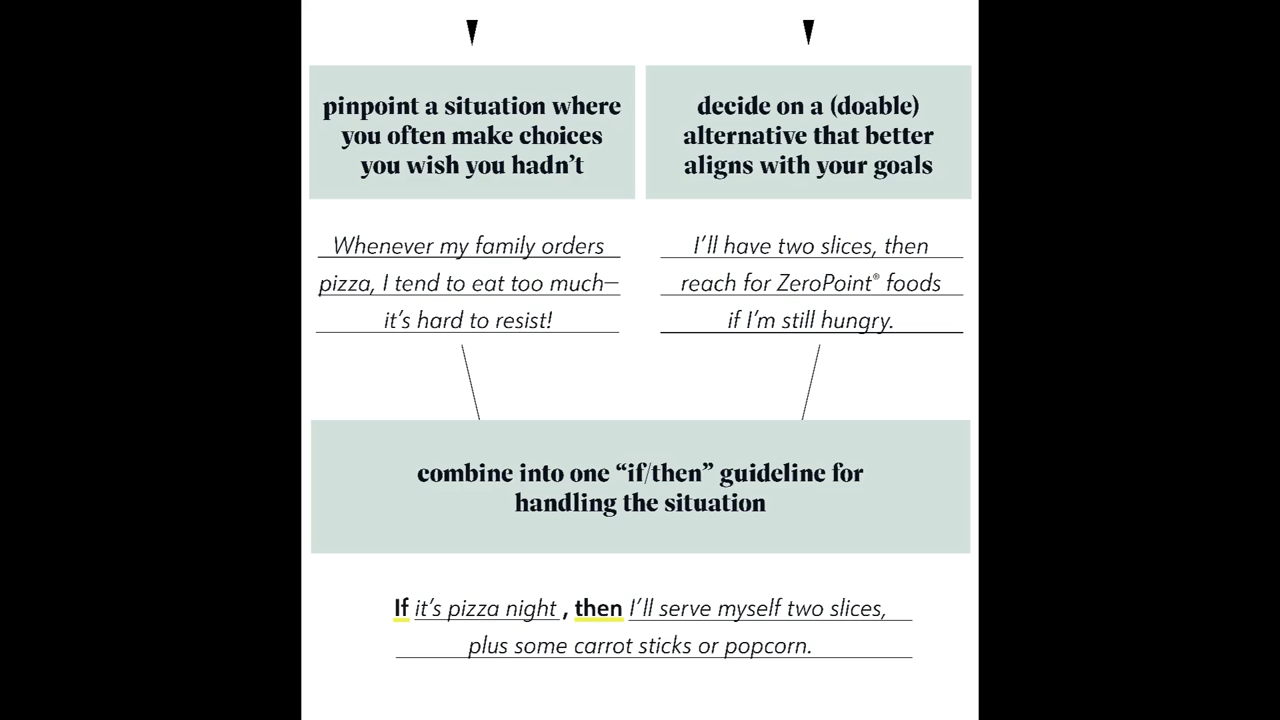 pinpoint a situation where
you often make choices
you wish you hadn’t
decide on a (doable)
alternative that better
aligns with your goals
Whenever my family orders
pizza, I tend to eat too much—
it’s hard to resist!
I’ll have two slices, then
reach for ZeroPoint® foods
if I’m still hungry.
combine into one “if/then” guideline for
handling the situation
If it’s pizza night, then I’ll serve myself two slices,
plus some carrot sticks or popcorn.